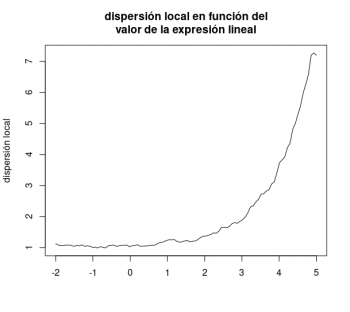 dispersión local en función del
valor de la expresión lineal
dispersión local
7
6
5
4
3
2
1
-2 -1 0 1 2 3 4 5